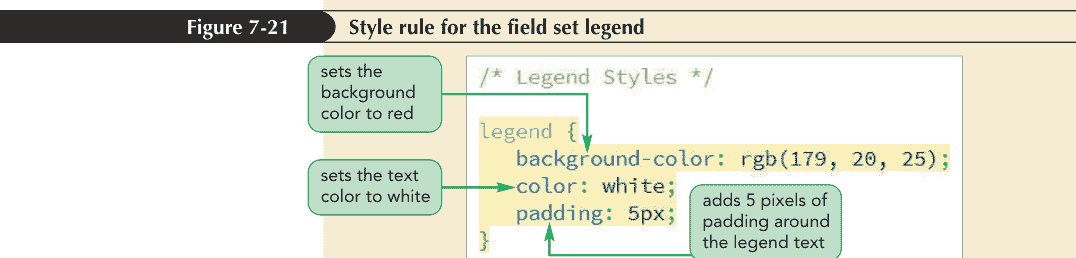 Figure 7-21 Style rule for the field set legend
sets the
background
color to red
/* Legend Styles */
legend {
background-color: rgb(179, 20, 25);
sets the text
color to white
color: white;
padding: 5px;
}
adds 5 pixels of
padding around
the legend text